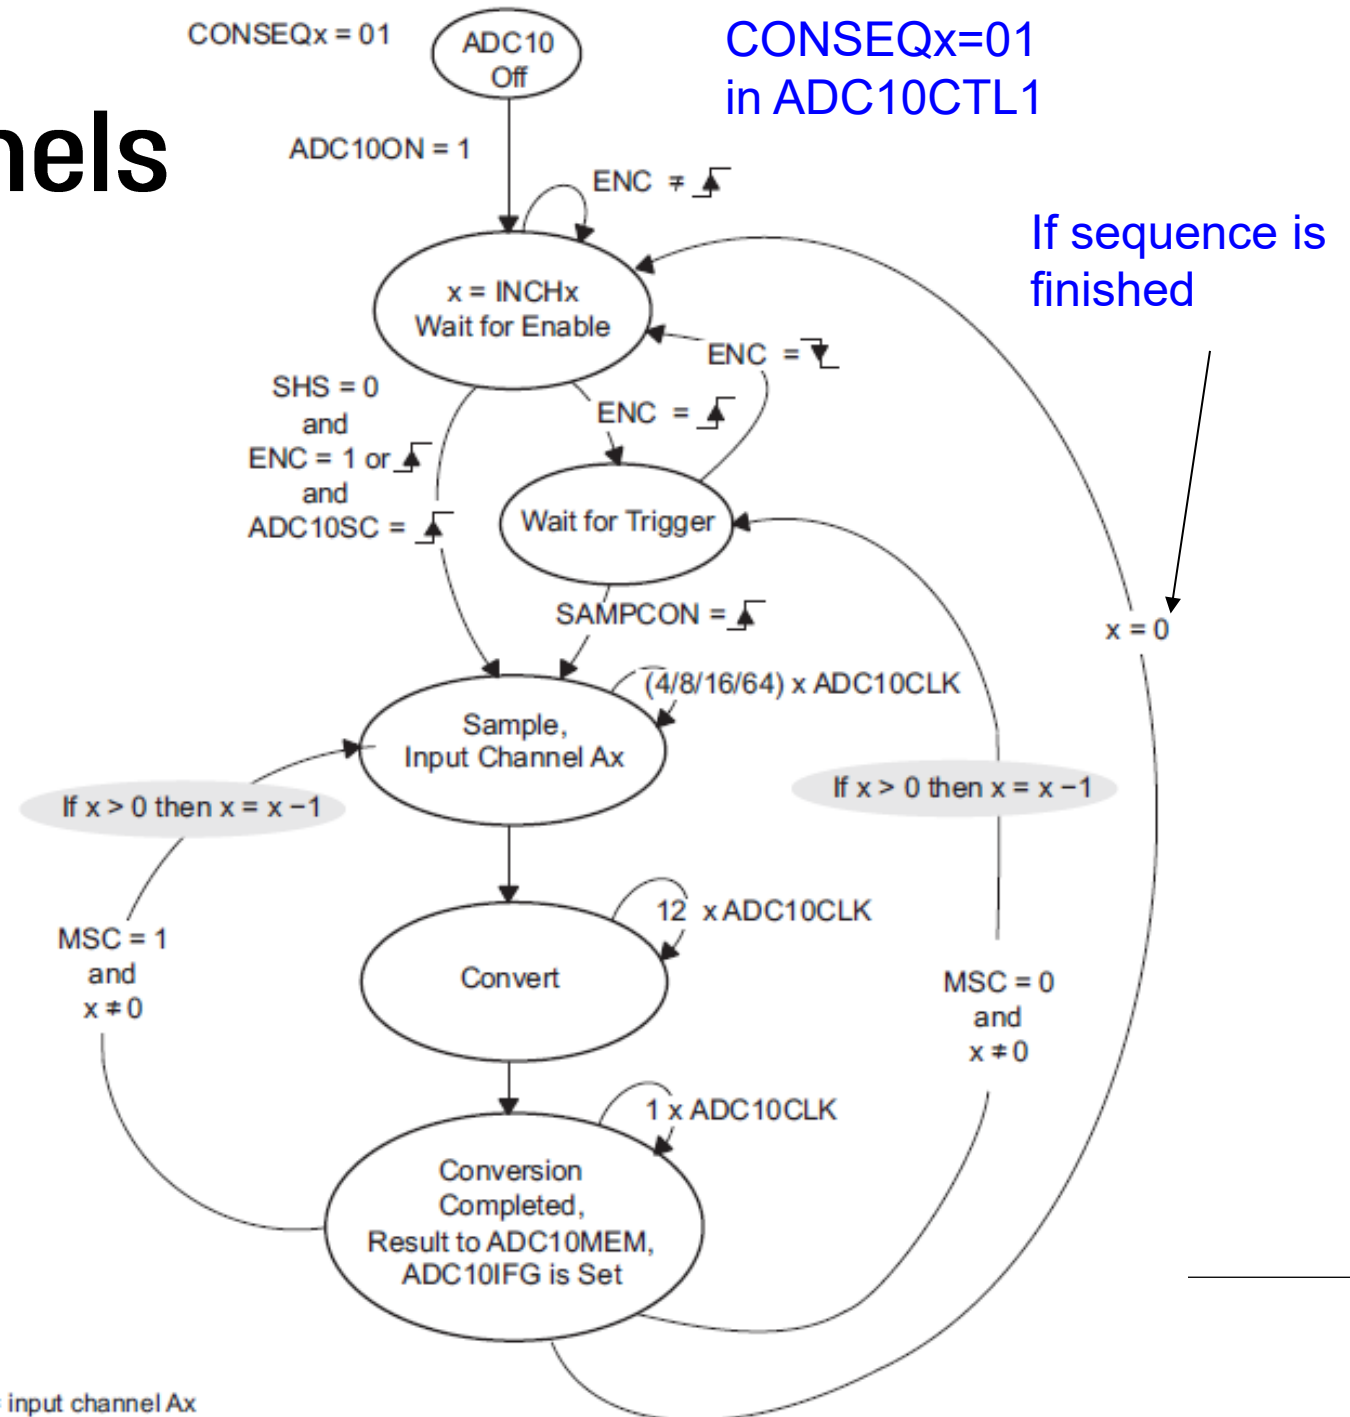 CONSEQx = 01
ADC10
Off
CONSEQx=01
in ADC10CTL1
nels
ADC10ON = 1
ENC ≠
If sequence is
finished
x = INCHx
Wait for Enable
ENC =
SHS = 0
and
ENC = 1 or
and
ADC10SC =
ENC =
Wait for Trigger
SAMPCON =
x = 0
(4/8/16/64) x ADC10CLK
Sample,
Input Channel Ax
If x > 0 then x = x −1
If x > 0 then x = x −1
12 x ADC10CLK
MSC = 1
and
x ≠ 0
Convert
MSC = 0
and
x ≠ 0
1 x ADC10CLK
Conversion
Completed,
Result to ADC10MEM,
ADC10IFG is Set
input channel Ax